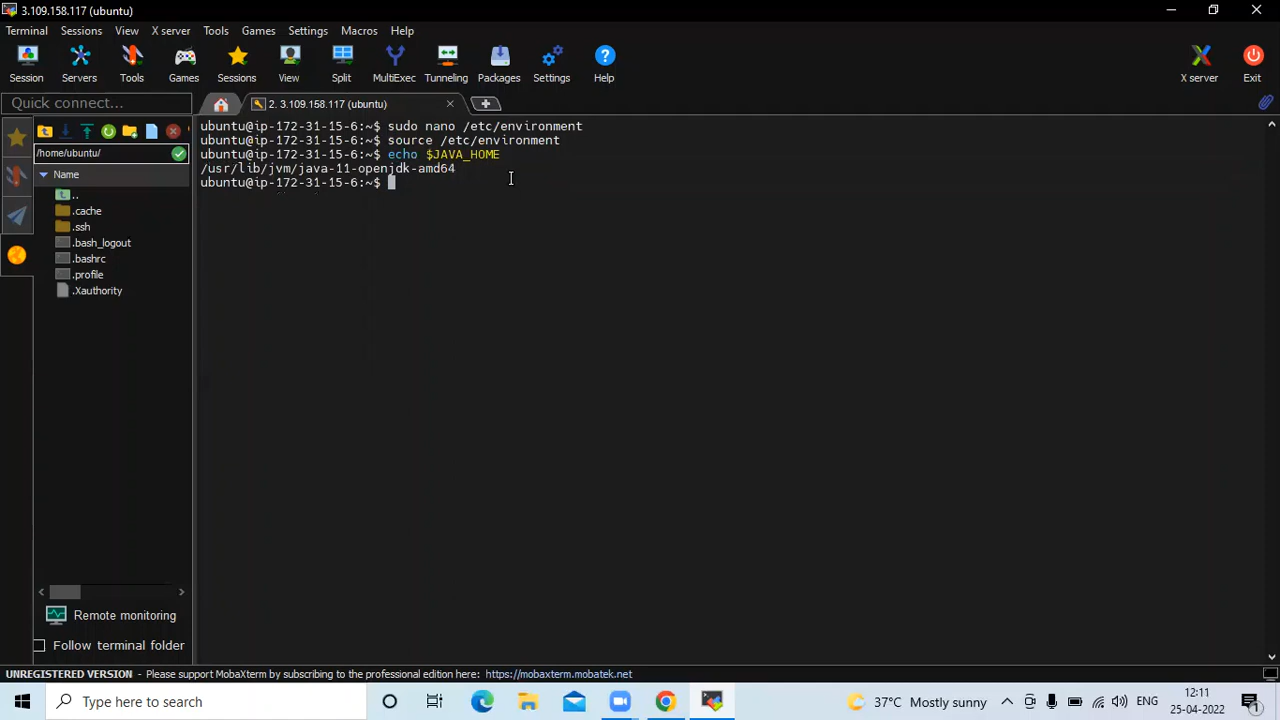 3.109.158.117 (ubuntu)
Terminal Sessions View X server Tools Games Settings Macros Help
Session Servers Tools Games Sessions View Split MultiExec Tunneling Packages Settings Help X server Exit
Quick connect...
2. 3.109.158.117 (ubuntu)
/home/ubuntu/
Name
..
.cache
.ssh
.bash_logout
.bashrc
.profile
.Xauthority
Remote monitoring
Follow terminal folder
ubuntu@ip-172-31-15-6:~$ sudo nano /etc/environment
ubuntu@ip-172-31-15-6:~$ source /etc/environment
ubuntu@ip-172-31-15-6:~$ echo $JAVA_HOME
/usr/lib/jvm/java-11-openjdk-amd64
ubuntu@ip-172-31-15-6:~$
UNREGISTERED VERSION - Please support MobaXterm by subscribing to the professional edition here: https://mobaxterm.mobatek.net
Type here to search
37°C Mostly sunny
ENG
12:11
25-04-2022
1